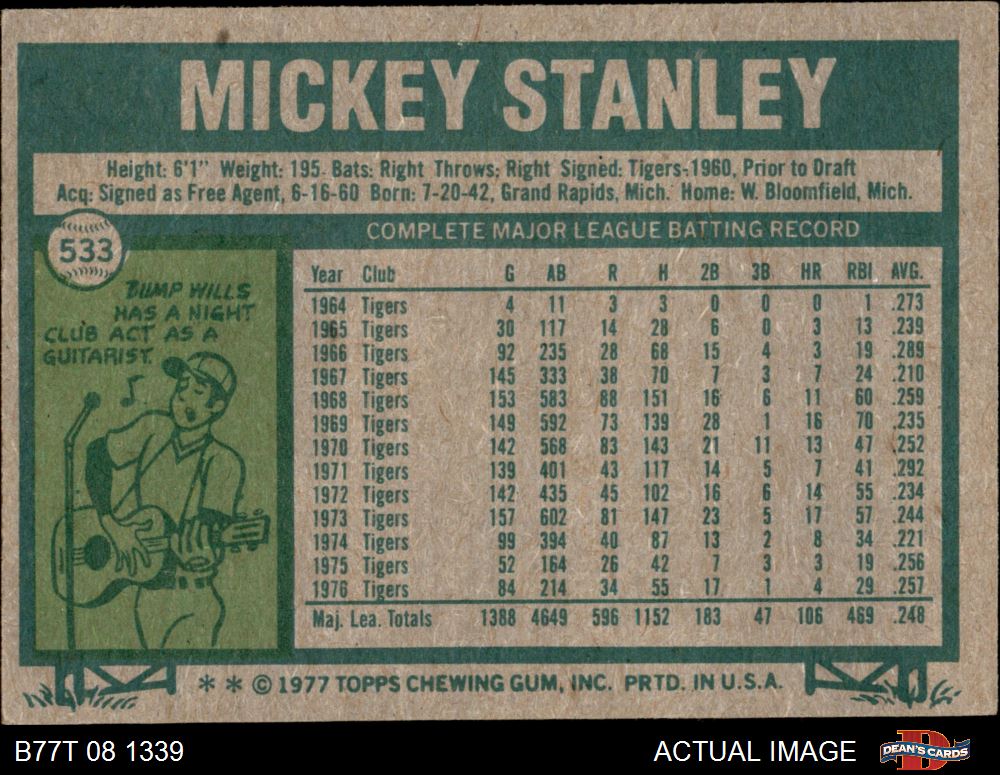 MICKEY STANLEY
Height: 6'1" Weight: 195 Bats: Right Throws: Right Signed: Tigers-1960, Prior to Draft
Acq: Signed as Free Agent, 6-16-60 Born: 7-20-42, Grand Rapids, Mich. Home: W. Bloomfield, Mich.
533
BUMP WILLS
HAS A NIGHT
CLUB ACT AS A
GUITARIST.
COMPLETE MAJOR LEAGUE BATTING RECORD
Year Club G AB R H 2B 3B HR RBI AVG.
1964 Tigers 4 11 3 3 0 0 0 1 .273
1965 Tigers 30 117 14 28 6 0 3 13 .239
1966 Tigers 92 235 28 68 15 4 3 19 .289
1967 Tigers 145 333 38 70 7 3 7 24 .210
1968 Tigers 153 583 88 151 16 6 11 60 .259
1969 Tigers 149 592 73 139 28 1 16 70 .235
1970 Tigers 142 568 83 143 21 11 13 47 .252
1971 Tigers 139 401 43 117 14 5 7 41 .292
1972 Tigers 142 435 45 102 16 6 14 55 .234
1973 Tigers 157 602 81 147 23 5 17 57 .244
1974 Tigers 99 394 40 87 13 2 8 34 .221
1975 Tigers 52 164 26 42 7 3 3 19 .256
1976 Tigers 84 214 34 55 17 1 4 29 .257
Maj. Lea. Totals 1388 4649 596 1152 183 47 106 469 .248
* * © 1977 TOPPS CHEWING GUM, INC. PRTD. IN U.S.A.
B77T 08 1339 ACTUAL IMAGE D DEAN'S CARDS